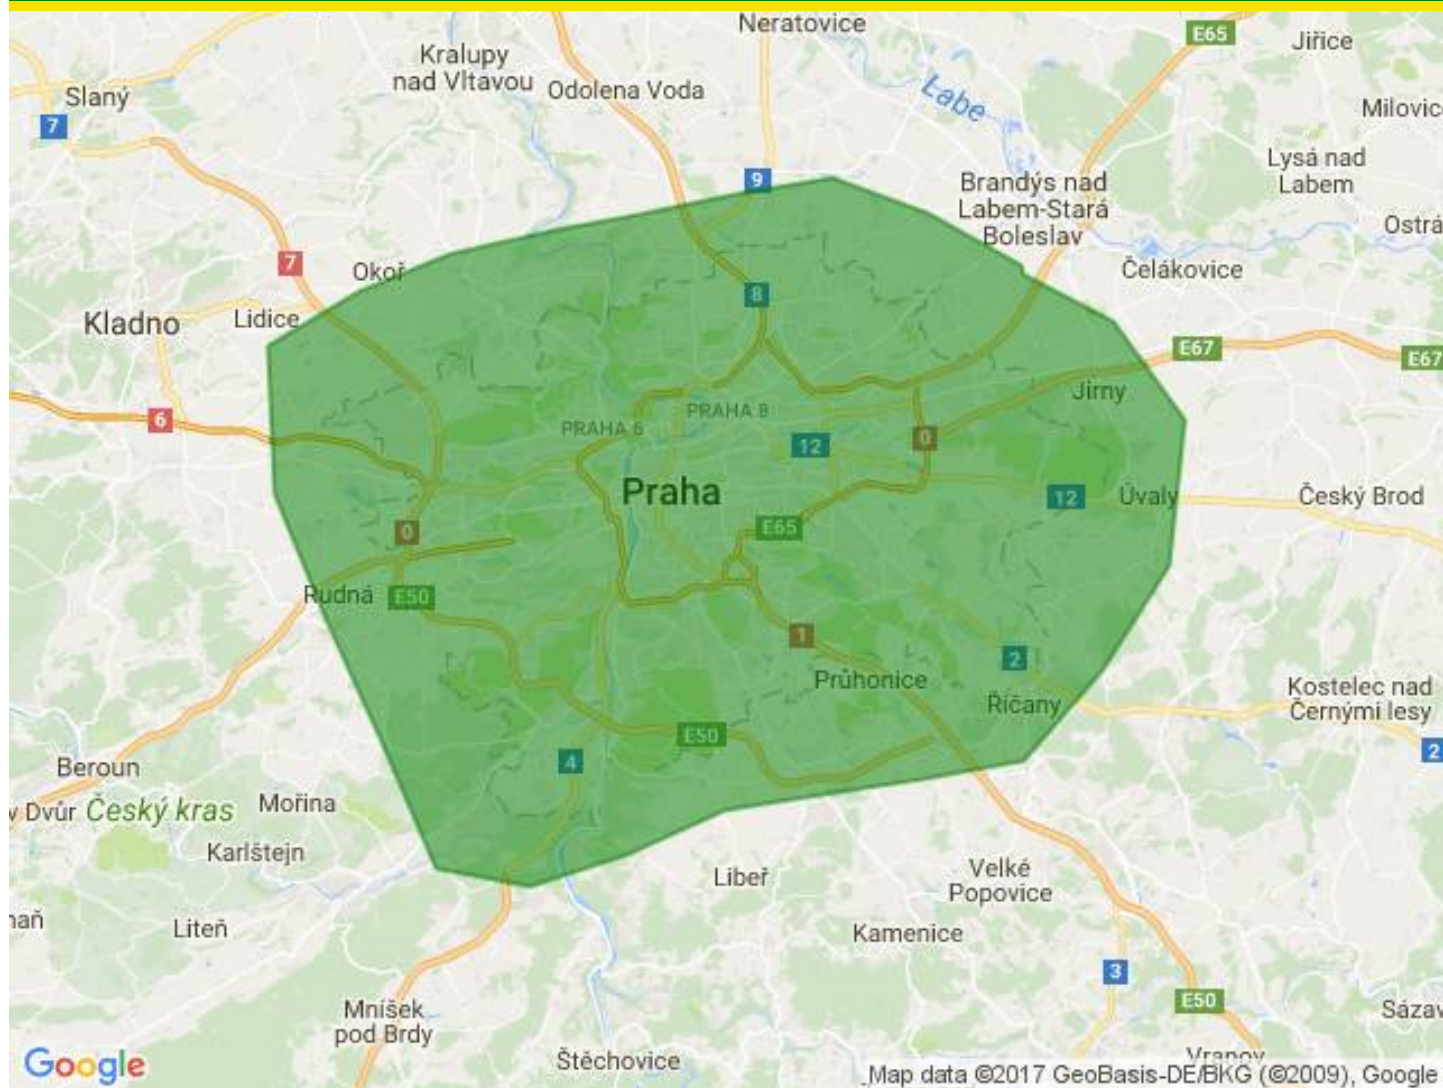 Neratovice
E65
Jiřice
Kralupy
nad Vltavou
Odolena Voda
Slaný
Labe
Milovic
7
Lysá nad
Labem
9
Brandýs nad
Labem-Stará
Boleslav
Ostrá
7
Okoř
Čelákovice
8
Kladno
Lidice
E67
E67
Jirny
6
PRAHA 8
PRAHA 6
0
12
Praha
12
Úvaly
Český Brod
0
E65
Rudná
E50
1
2
Průhonice
Kostelec nad
Černými lesy
Říčany
E50
2
4
Beroun
v Dvůr
Český kras
Mořina
Karlštejn
Libeř
Velké
Popovice
naň
Liteň
Kamenice
3
E50
Mníšek
pod Brdy
Sázav
Štěchovice
Vranov
Google
Map data ©2017 GeoBasis-DE/BKG (©2009), Google